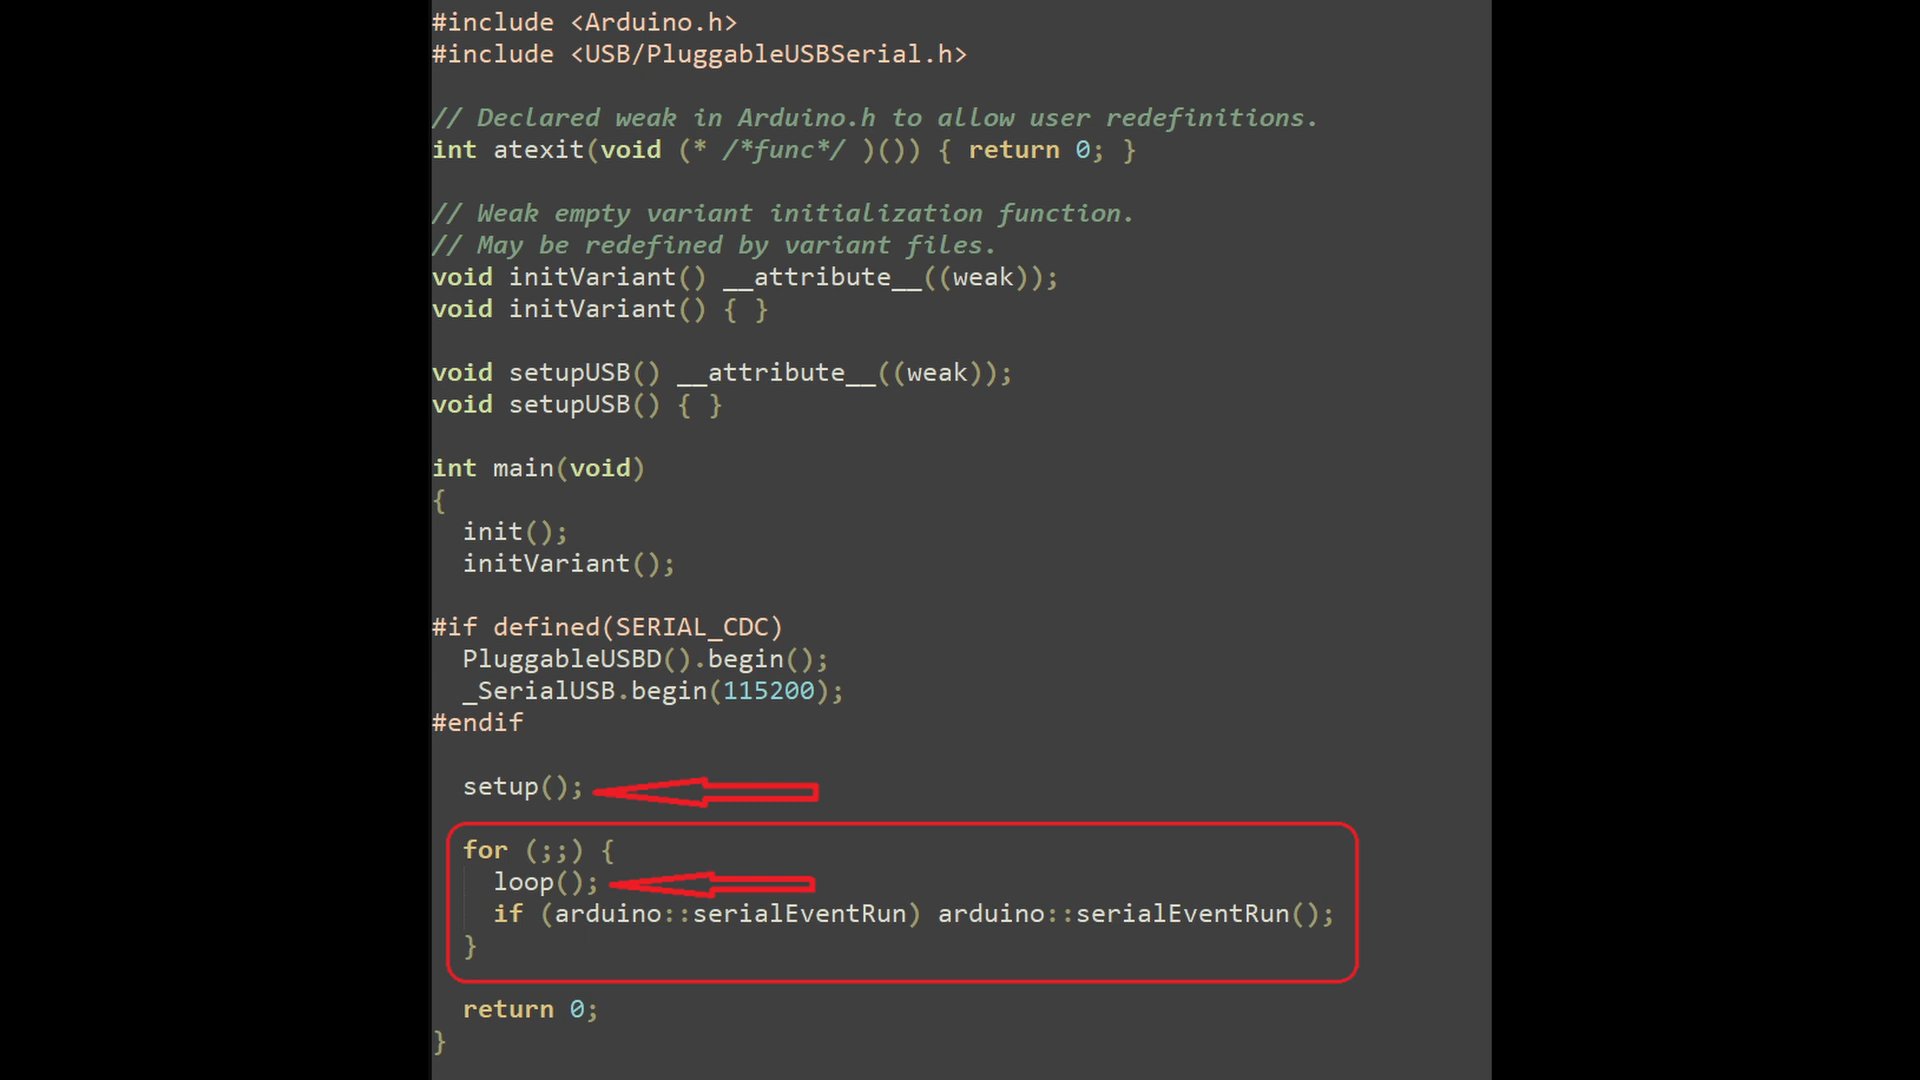 #include <Arduino.h>
#include <USB/PluggableUSBSerial.h>
// Declared weak in Arduino.h to allow user redefinitions.
int atexit(void (* /*func*/ )()) { return 0; }
// Weak empty variant initialization function.
// May be redefined by variant files.
void initVariant() __attribute__((weak));
void initVariant() { }
void setupUSB() __attribute__((weak));
void setupUSB() { }
int main(void)
{
  init();
  initVariant();
#if defined(SERIAL_CDC)
  PluggableUSBD().begin();
  _SerialUSB.begin(115200);
#endif
  setup();
  for (;;) {
    loop();
    if (arduino::serialEventRun) arduino::serialEventRun();
  }
  return 0;
}